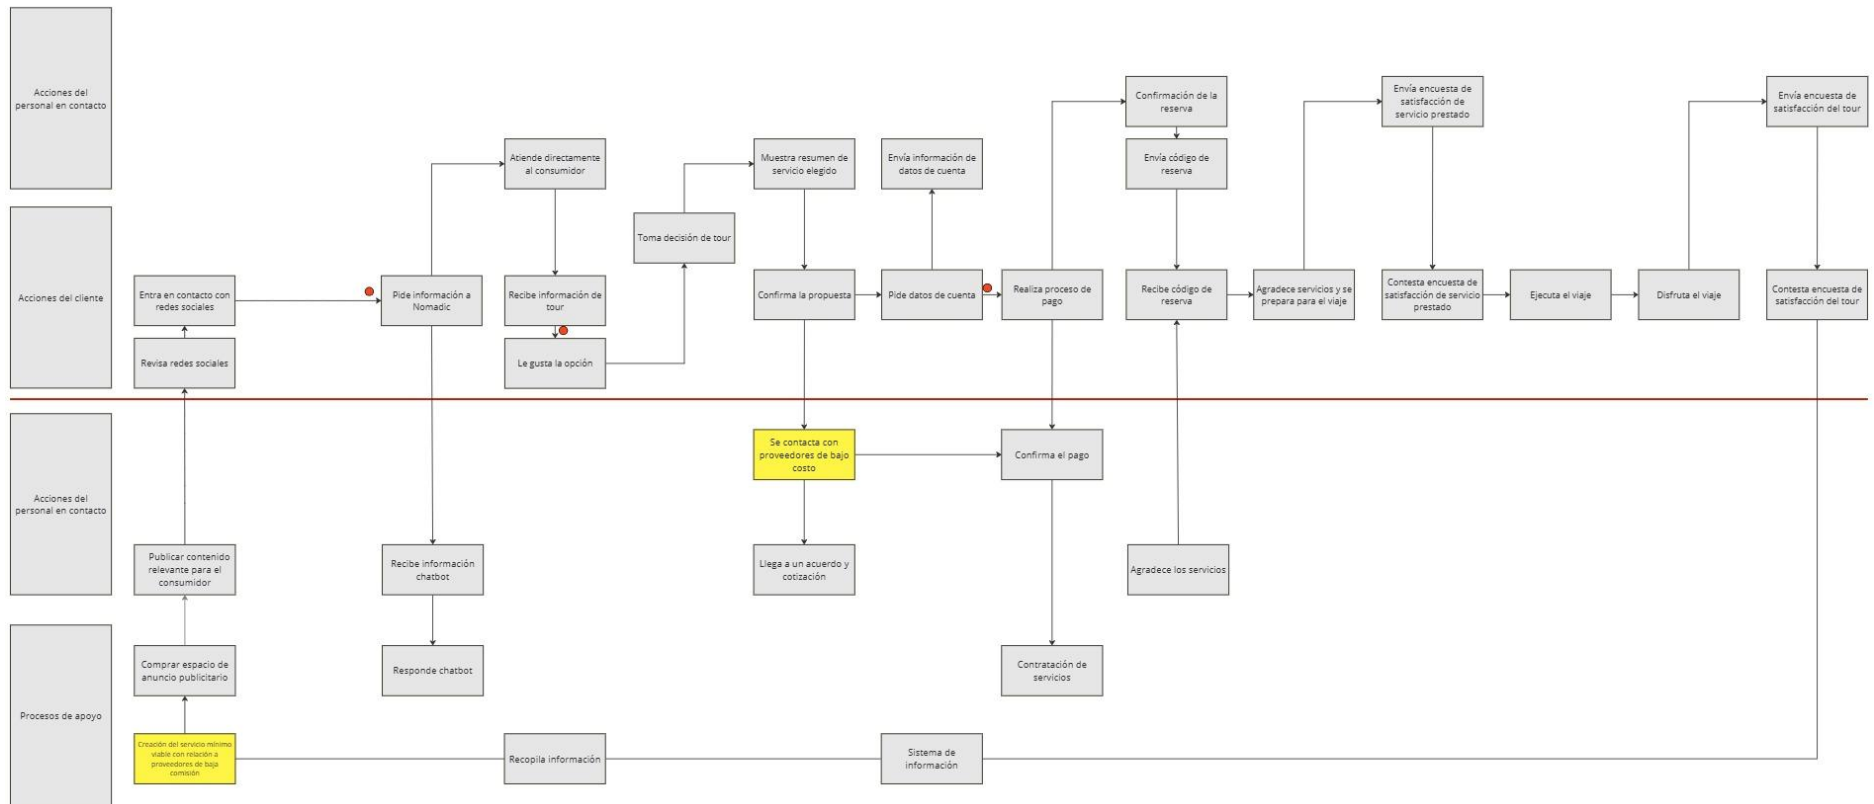 Acciones del
personal en contacto
Confirmación de la
reserva
Envía encuesta de
satisfacción de
servicio prestado
Envía encuesta de
satisfacción del tour
Atiende directamente
al consumidor
Muestra resumen de
servicio elegido
Envía información de
datos de cuenta
Envía código de
reserva
Acciones del cliente
Toma decisión de tour
Entra en contacto con
redes sociales
Pide información a
Nomadic
Recibe información de
tour
Confirma la propuesta
Pide datos de cuenta
Realiza proceso de
pago
Recibe código de
reserva
Agradece servicios y se
prepara para el viaje
Contesta encuesta de
satisfacción de servicio
prestado
Ejecuta el viaje
Disfruta el viaje
Contesta encuesta de
satisfacción del tour
Revisa redes sociales
Le gusta la opción
Acciones del
personal en contacto
Se contacta con
proveedores de bajo
costo
Confirma el pago
Publicar contenido
relevante para el
consumidor
Recibe información
chatbot
Llega a un acuerdo y
cotización
Agradece los servicios
Procesos de apoyo
Comprar espacio de
anuncio publicitario
Responde chatbot
Contratación de
servicios
Creación del servicio mínimo
viable con relación a
proveedores de baja
comisión
Recopila información
Sistema de
información